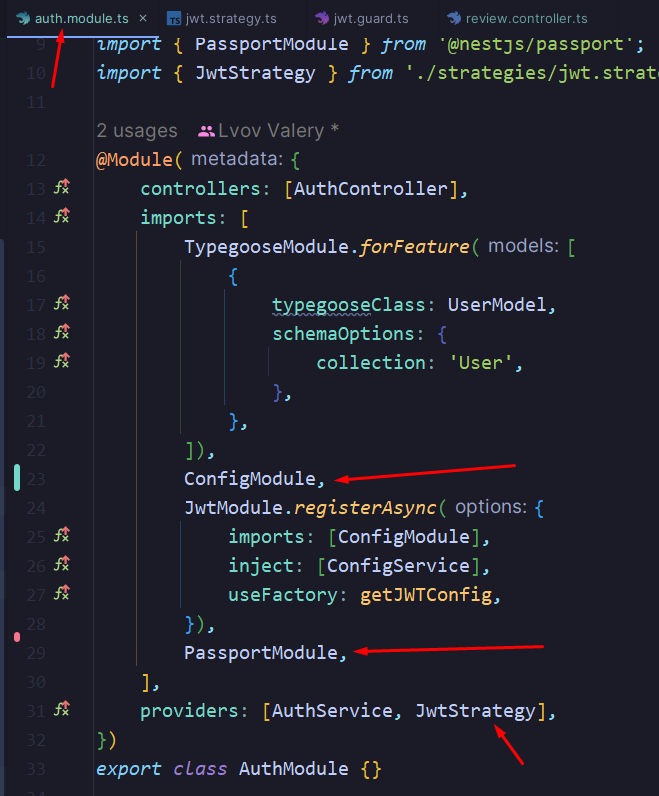 auth.module.ts × jwt.strategy.ts jwt.guard.ts review.controller.ts
9 import { PassportModule } from '@nestjs/passport';
10 import { JwtStrategy } from './strategies/jwt.strate
11
2 usages Lvov Valery *
12 @Module( metadata: {
13 controllers: [AuthController],
14 imports: [
15 TypegooseModule.forFeature( models: [
16 {
17 typegooseClass: UserModel,
18 schemaOptions: {
19 collection: 'User',
20 },
21 },
22 ]),
23 ConfigModule,
24 JwtModule.registerAsync( options: {
25 imports: [ConfigModule],
26 inject: [ConfigService],
27 useFactory: getJWTConfig,
28 }),
29 PassportModule,
30 ],
31 providers: [AuthService, JwtStrategy],
32 })
33 export class AuthModule {}